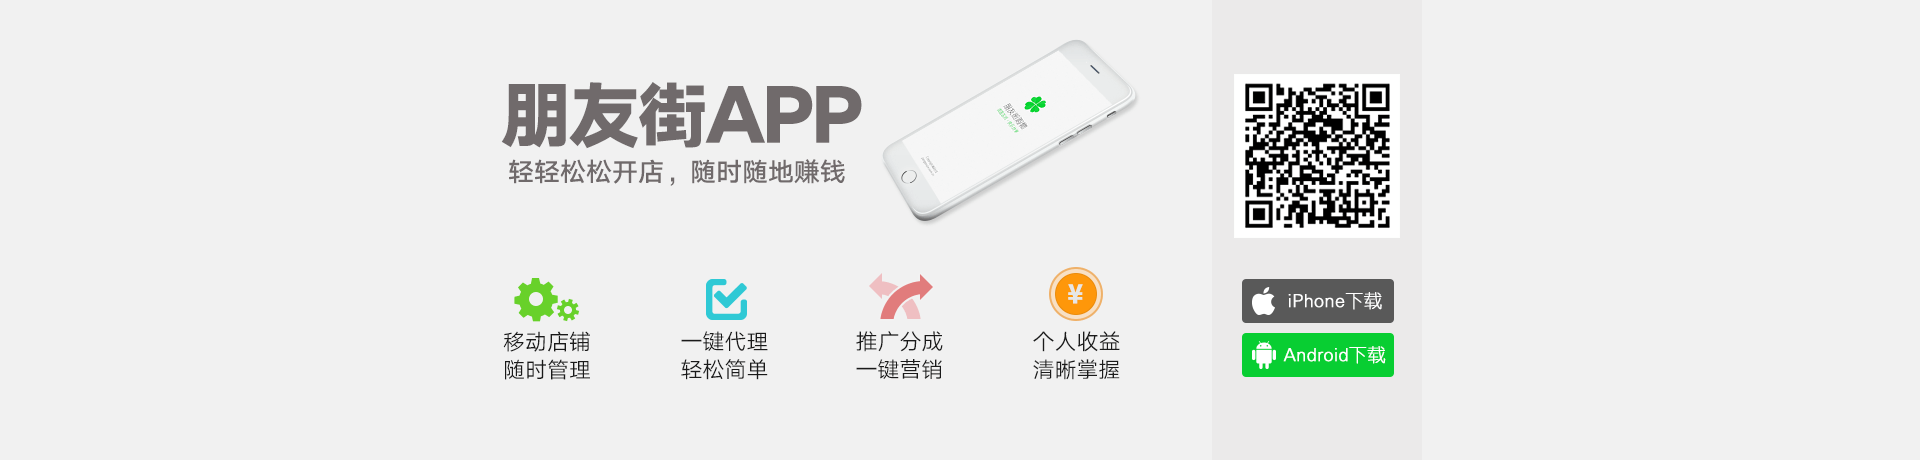 朋友街APP
轻轻松松开店，随时随地赚钱
移动店铺
随时管理
一键代理
轻松简单
推广分成
一键营销
¥
个人收益
清晰掌握
iPhone下载
Android下载